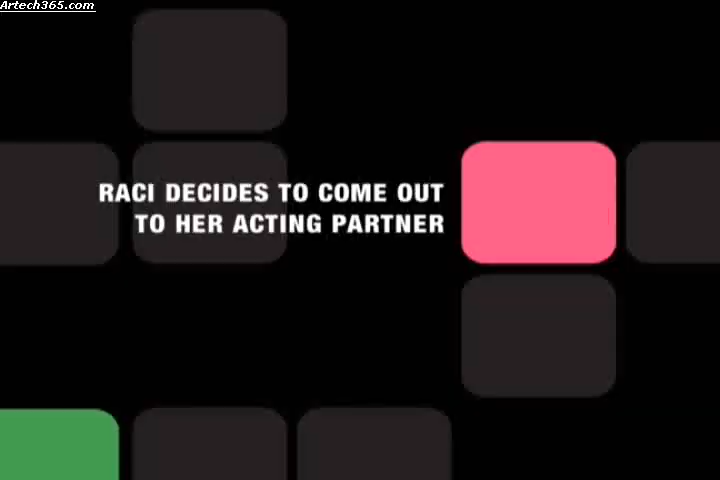 Artech365.com
RACI DECIDES TO COME OUT
TO HER ACTING PARTNER